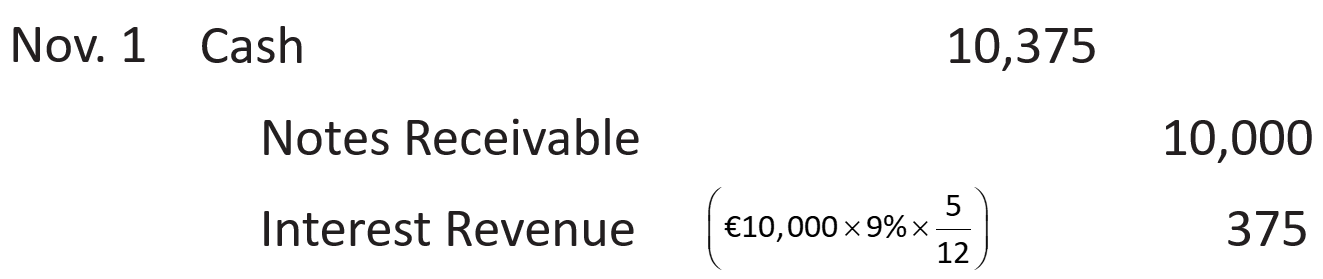 Nov. 1 Cash 10,375
Notes Receivable 10,000
Interest Revenue (€10,000 × 9% × 5/12) 375